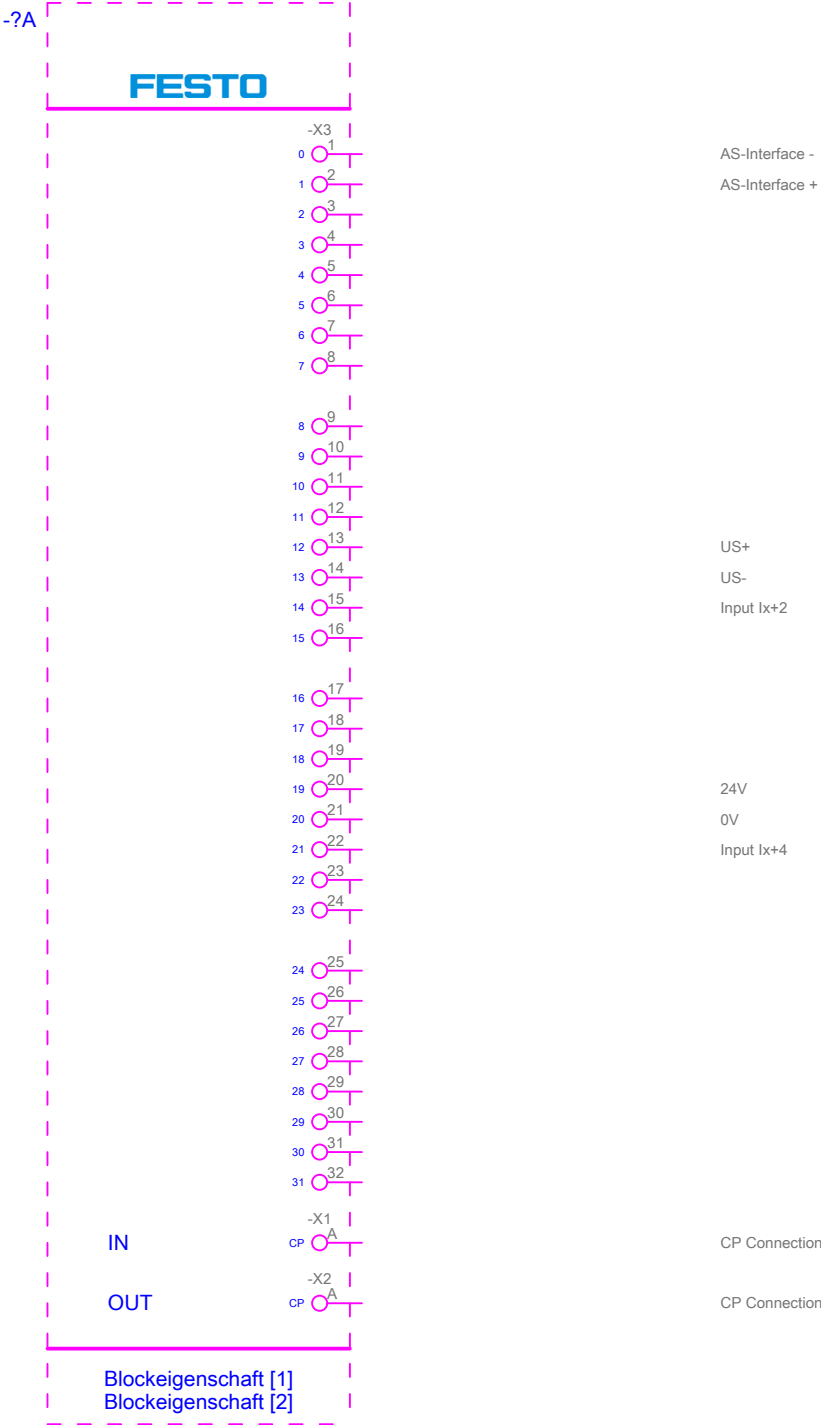 -?A
FESTO
-X3
0 1 AS-Interface -
1 2 AS-Interface +
2 3
3 4
4 5
5 6
6 7
7 8
8 9
9 10
10 11
11 12
12 13 US+
13 14 US-
14 15 Input Ix+2
15 16
16 17
17 18
18 19
19 20 24V
20 21 0V
21 22 Input Ix+4
22 23
23 24
24 25
25 26
26 27
27 28
28 29
29 30
30 31
31 32
-X1
IN CP A CP Connection
-X2
OUT CP A CP Connection
Blockeigenschaft [1]
Blockeigenschaft [2]